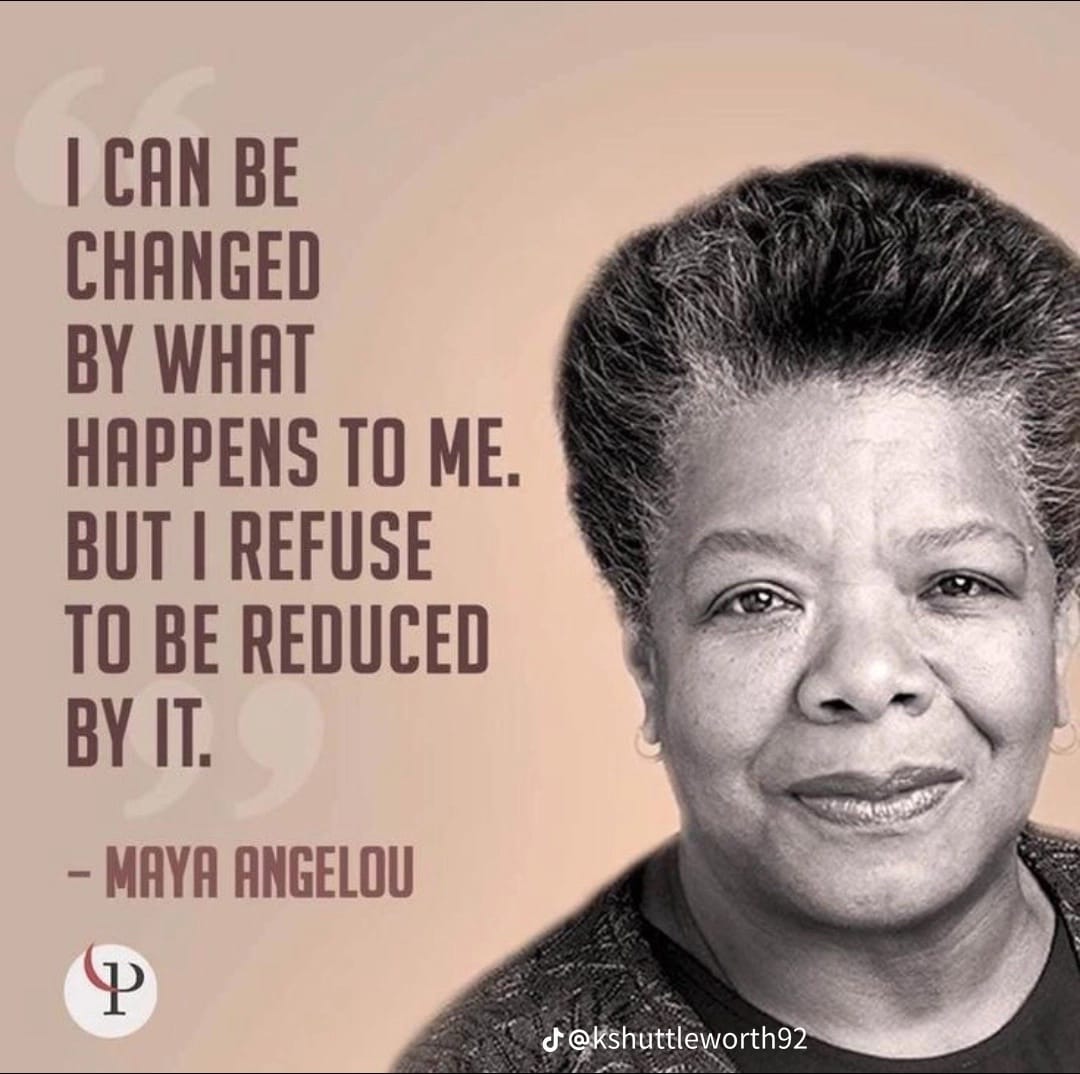 I CAN BE
CHANGED
BY WHAT
HAPPENS TO ME.
BUT I REFUSE
TO BE REDUCED
BY IT.
– MAYA ANGELOU
P
@kshuttleworth92